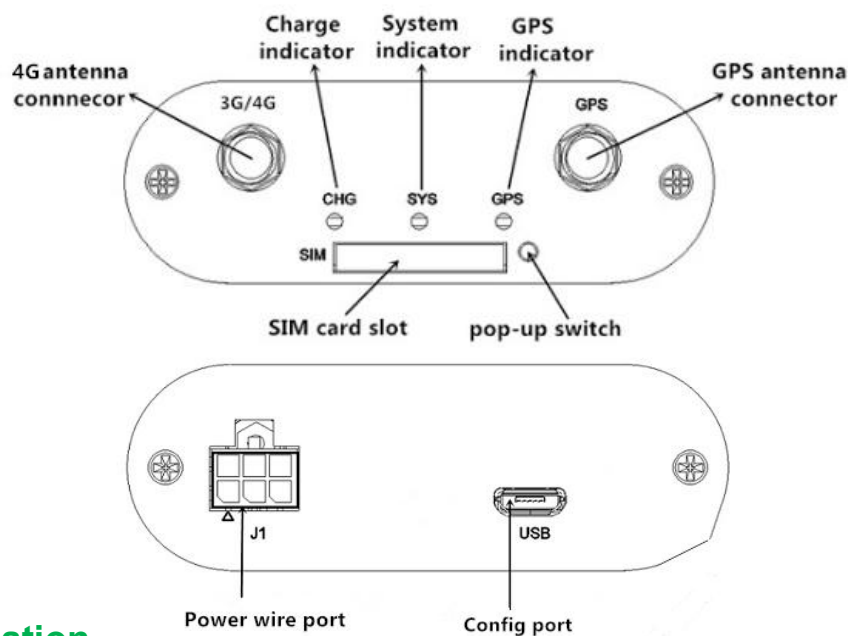 Charge
indicator
System
indicator
GPS
indicator
4G antenna
connnecor
GPS antenna
connector
3G/4G
GPS
CHG
SYS
GPS
SIM
SIM card slot
pop-up switch
J1
USB
Power wire port
Config port